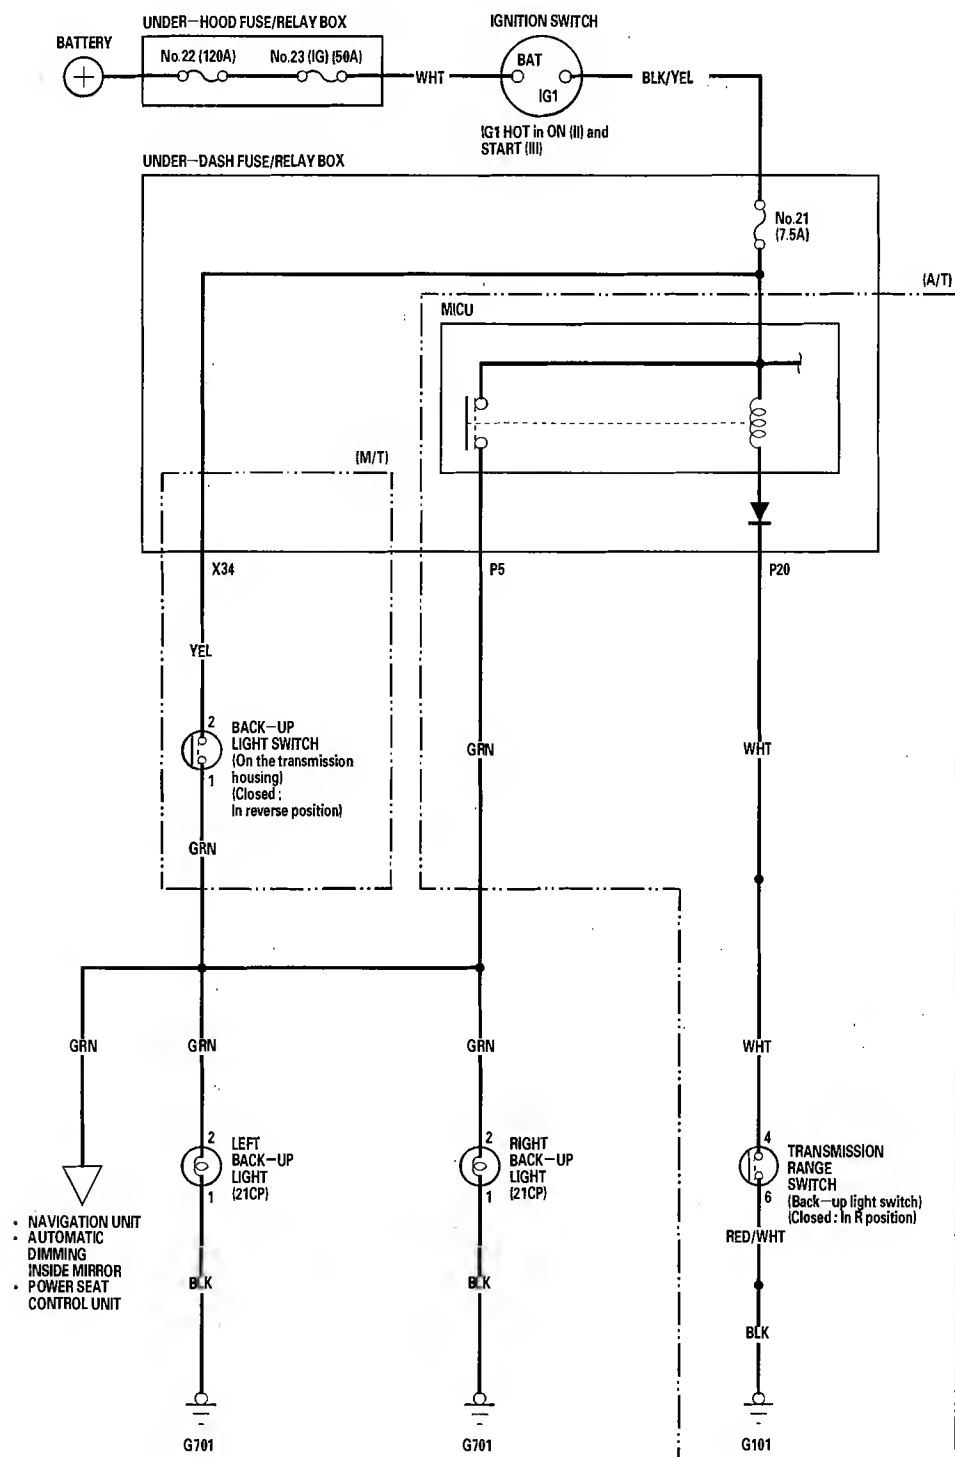 UNDER-HOOD FUSE/RELAY BOX
IGNITION SWITCH
BATTERY
No.22 (120A)
No.23 (IG) (50A)
BAT
WHT
BLK/YEL
IG1
IG1 HOT in ON (II) and
START (III)
UNDER-DASH FUSE/RELAY BOX
No.21
(7.5A)
(A/T)
MICU
(M/T)
X34
P5
P20
YEL
2
BACK-UP
LIGHT SWITCH
(On the transmission
housing)
(Closed :
In reverse position)
1
GRN
WHT
GRN
GRN
GRN
GRN
WHT
2
LEFT
BACK-UP
LIGHT
(21CP)
1
2
RIGHT
BACK-UP
LIGHT
(21CP)
1
4
TRANSMISSION
RANGE
SWITCH
(Back-up light switch)
(Closed : In R position)
6
RED/WHT
• NAVIGATION UNIT
• AUTOMATIC
DIMMING
INSIDE MIRROR
• POWER SEAT
CONTROL UNIT
BLK
BLK
BLK
G701
G701
G101